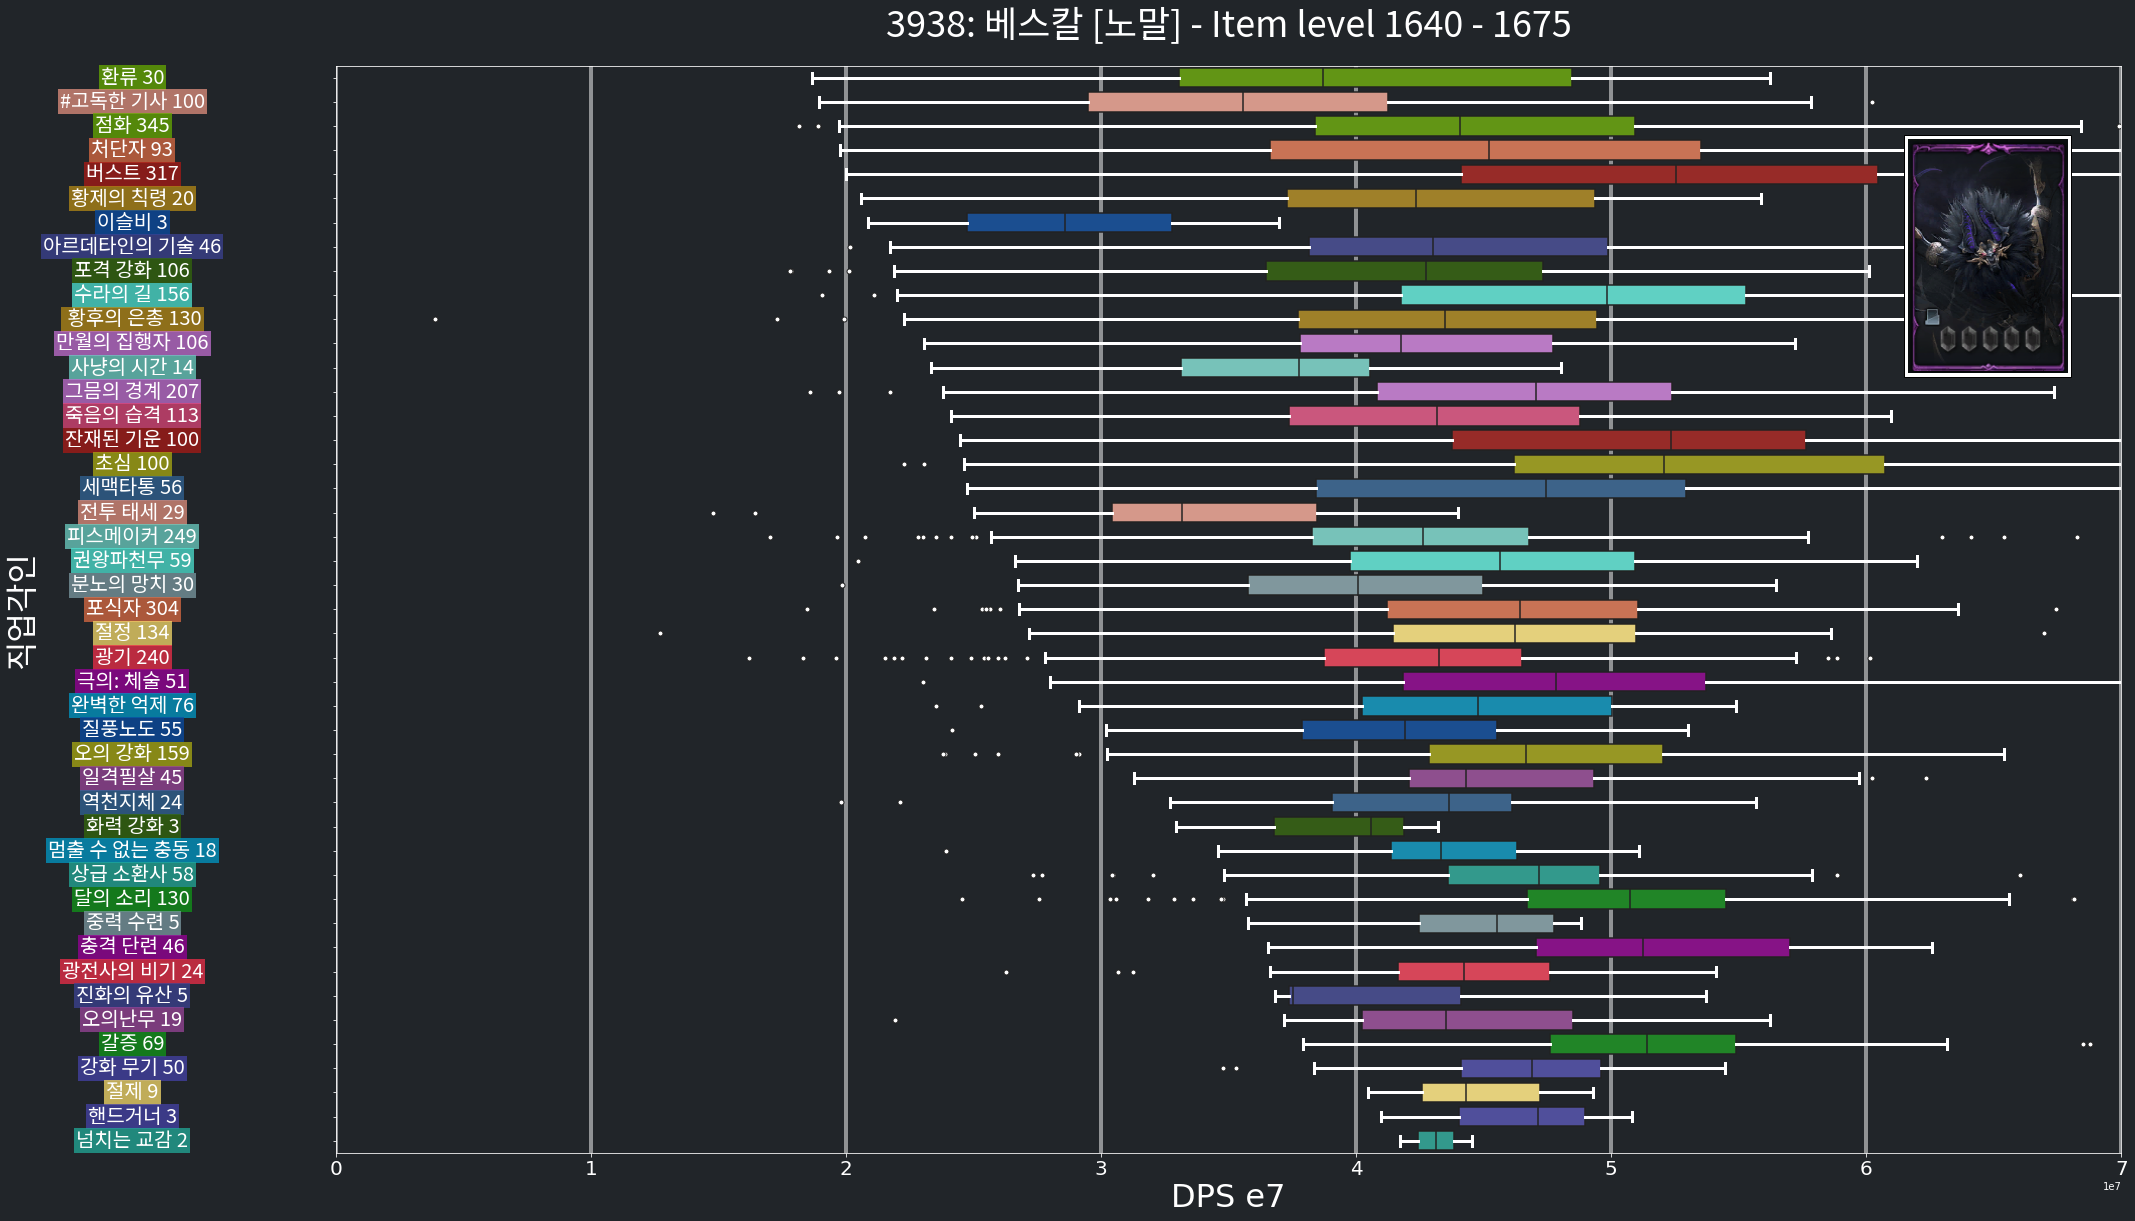 3938: 베스칼 [노말] - Item level 1640 - 1675
환류 30
#고독한 기사 100
점화 345
처단자 93
버스트 317
황제의 칙령 20
이슬비 3
아르데타인의 기술 46
포격 강화 106
수라의 길 156
황후의 은총 130
만월의 집행자 106
사냥의 시간 14
그믐의 경계 207
죽음의 습격 113
잔재된 기운 100
초심 100
세맥타통 56
전투 태세 29
피스메이커 249
권왕파천무 59
분노의 망치 30
포식자 304
절정 134
광기 240
극의: 체술 51
완벽한 억제 76
질풍노도 55
오의 강화 159
일격필살 45
역천지체 24
화력 강화 3
멈출 수 없는 충동 18
상급 소환사 58
달의 소리 130
중력 수련 5
충격 단련 46
광전사의 비기 24
진화의 유산 5
오의난무 19
갈증 69
강화 무기 50
절제 9
핸드거너 3
넘치는 교감 2
직업각인
0 1 2 3 4 5 6 7
1e7
DPS e7